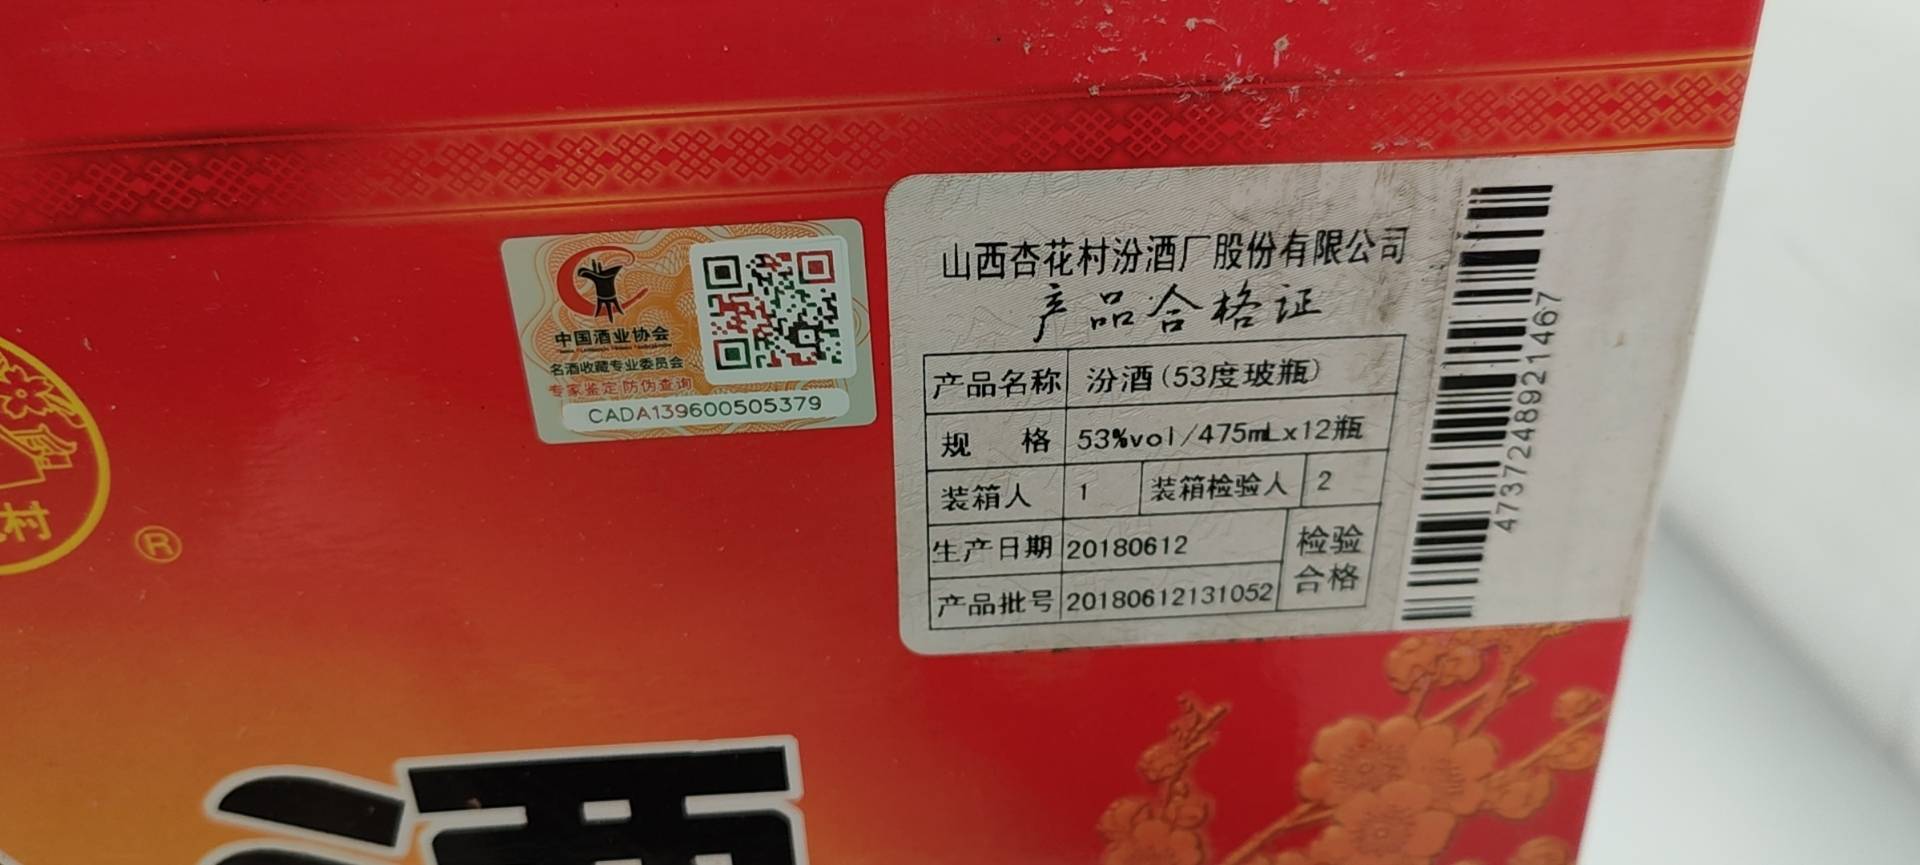 中国酒业协会
名酒收藏专业委员会
专家鉴定 防伪查询
CADA139600505379
山西杏花村汾酒厂股份有限公司
产品合格证
产品名称 汾酒(53度玻瓶)
规 格 53%vol/475mLx12瓶
装箱人 1 装箱检验人 2
生产日期 20180612 检验
产品批号 20180612131052 合格
4737248921467
村
®
酒